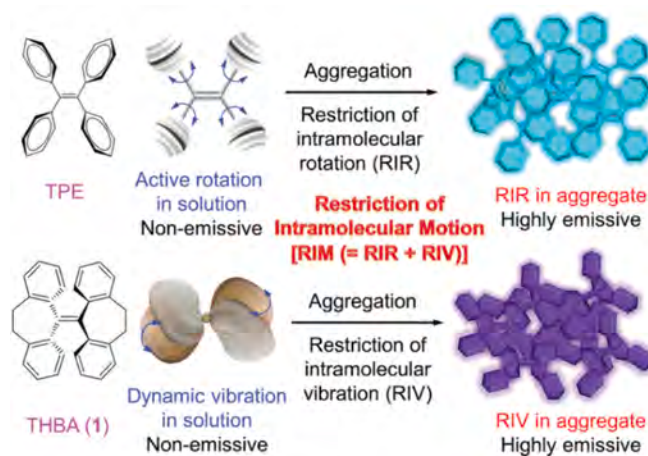 TPE
Active rotation
in solution
Non-emissive
Aggregation
Restriction of
intramolecular
rotation (RIR)
RIR in aggregate
Highly emissive
Restriction of
Intramolecular Motion
[RIM (= RIR + RIV)]
THBA (1)
Dynamic vibration
in solution
Non-emissive
Aggregation
Restriction of
intramolecular
vibration (RIV)
RIV in aggregate
Highly emissive